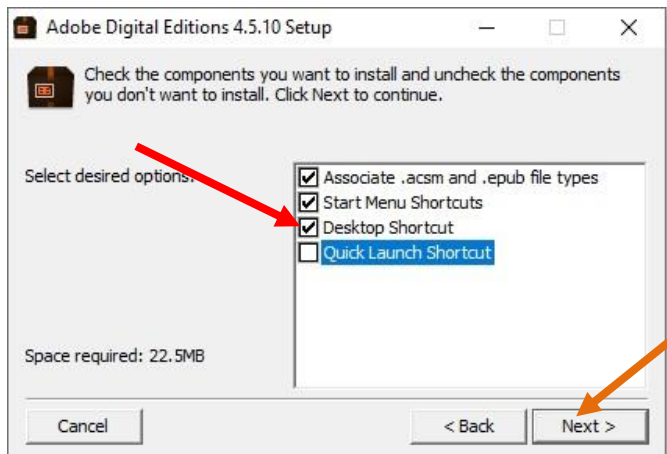 Adobe Digital Editions 4.5.10 Setup
Check the components you want to install and uncheck the components
you don't want to install. Click Next to continue.
Select desired options:
Associate .acsm and .epub file types
Start Menu Shortcuts
Desktop Shortcut
Quick Launch Shortcut
Space required: 22.5MB
Cancel
< Back
Next >